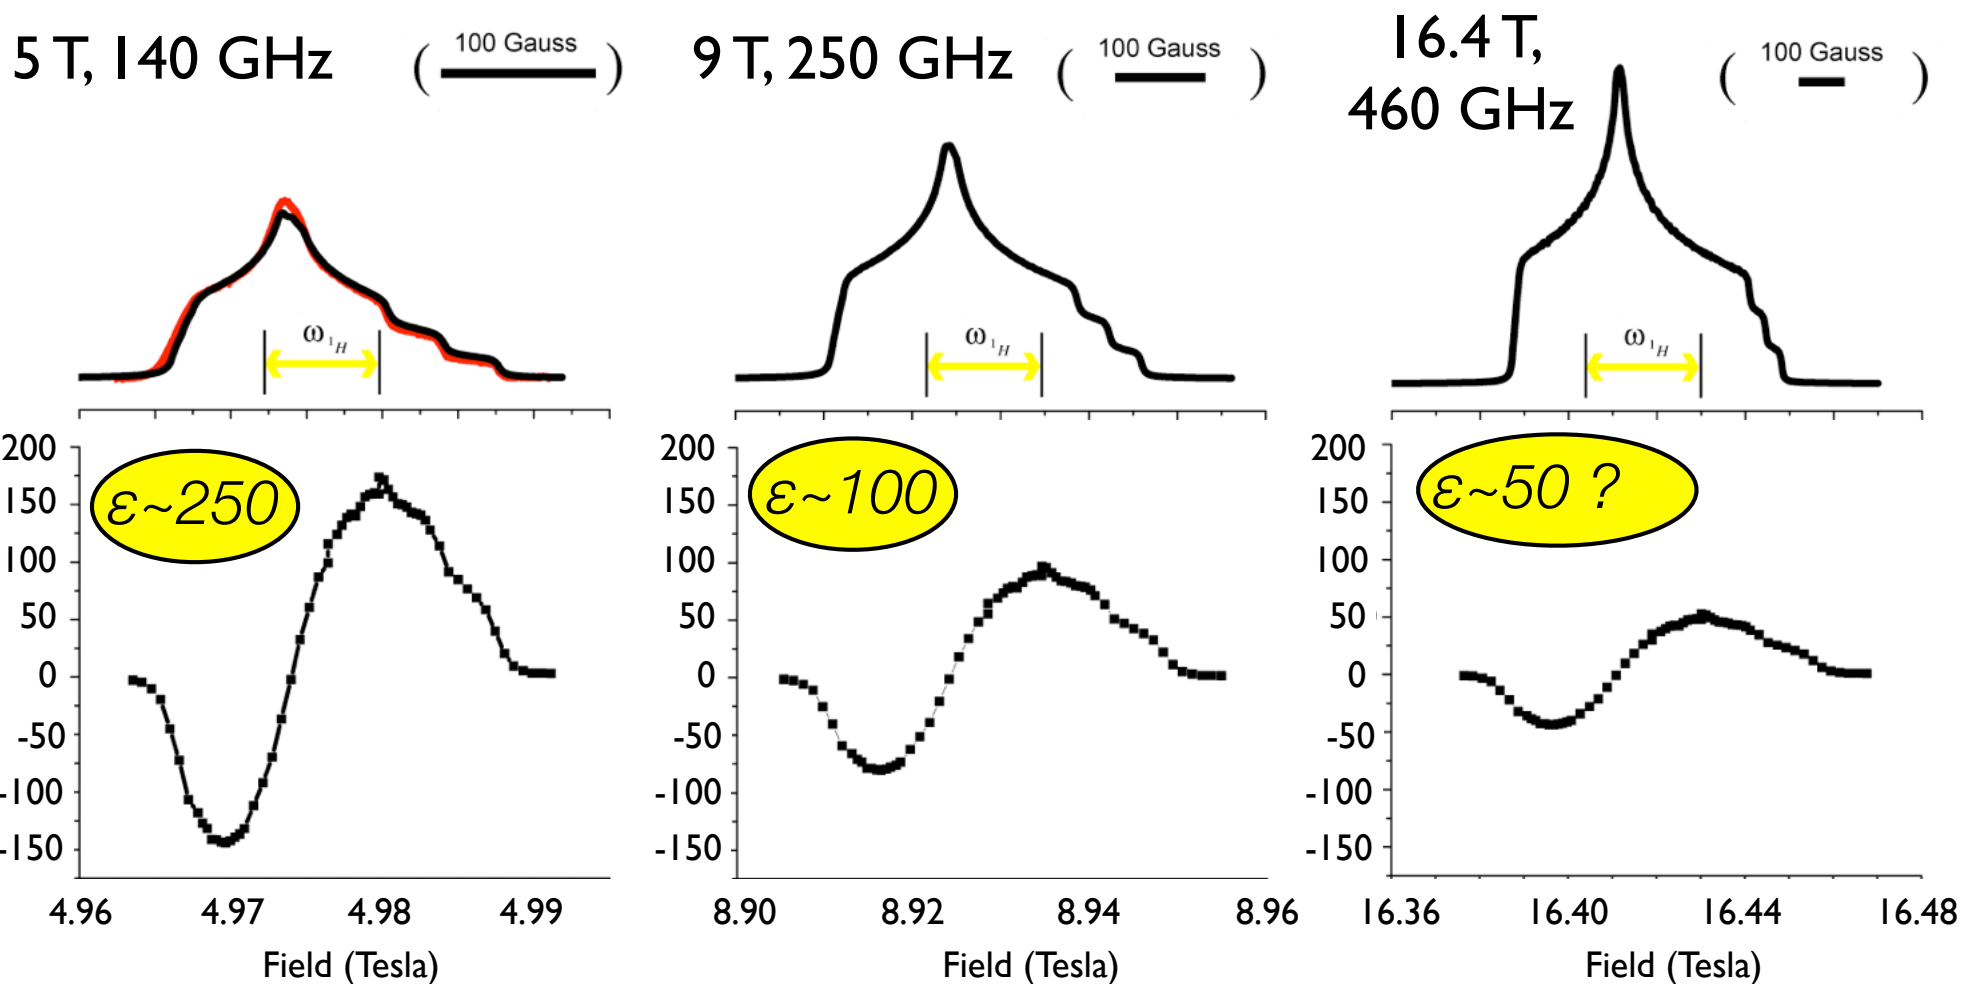 5 T, 140 GHz
( 100 Gauss )
9 T, 250 GHz
( 100 Gauss )
16.4 T,
460 GHz
( 100 Gauss )
ω1H
ω1H
ω1H
200
150
100
50
0
-50
-100
-150
ε~250
4.96 4.97 4.98 4.99
Field (Tesla)
200
150
100
50
0
-50
-100
-150
ε~100
8.90 8.92 8.94 8.96
Field (Tesla)
200
150
100
50
0
-50
-100
-150
ε~50 ?
16.36 16.40 16.44 16.48
Field (Tesla)